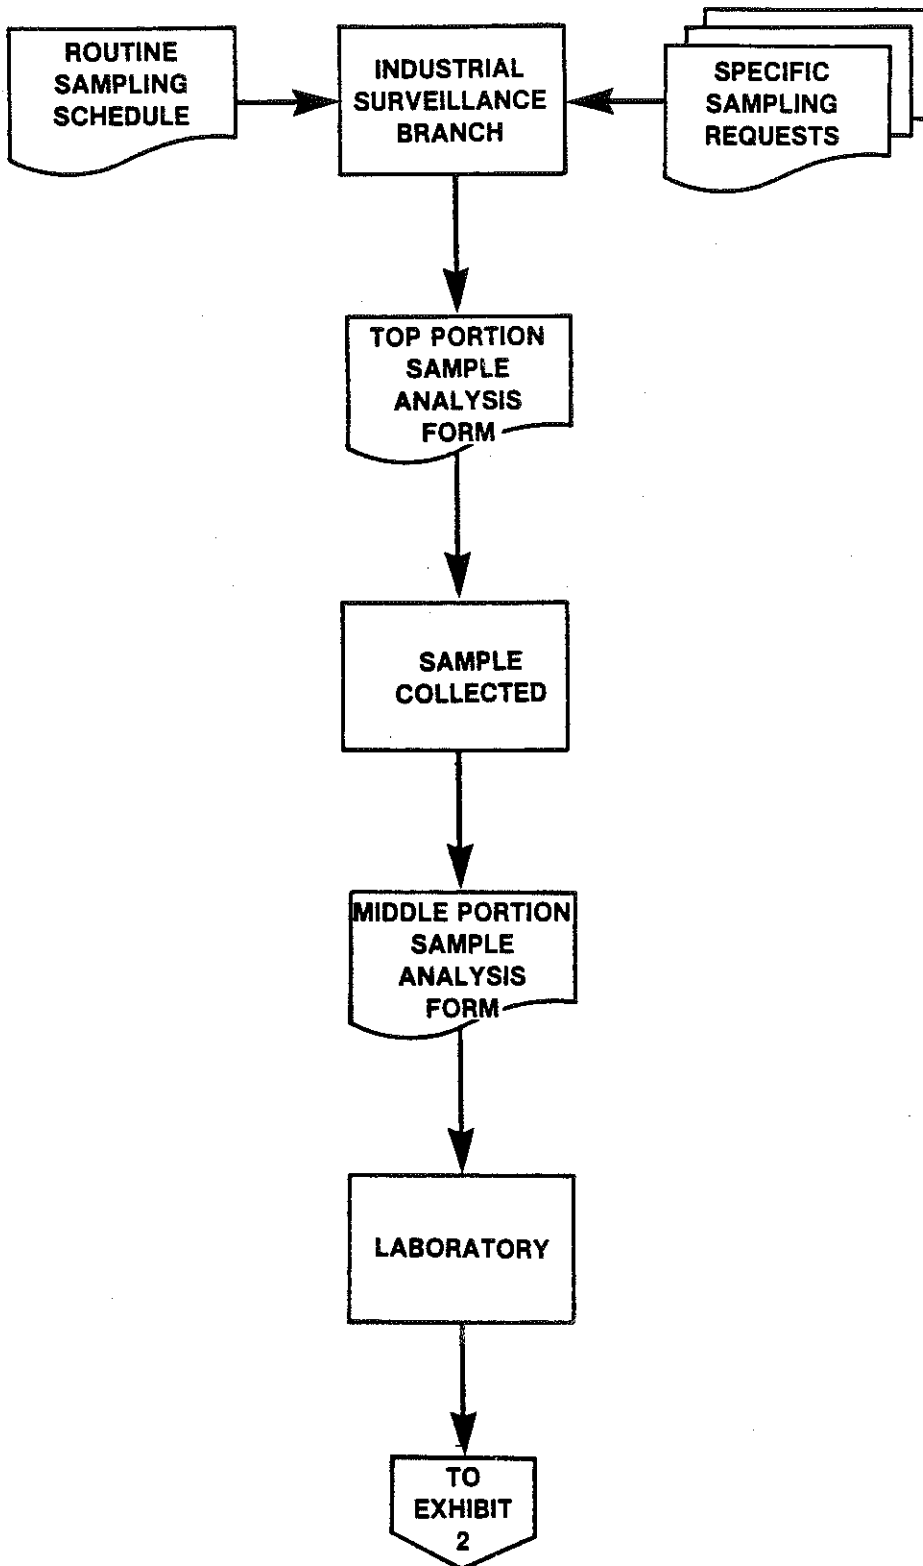 ROUTINE
SAMPLING
SCHEDULE
INDUSTRIAL
SURVEILLANCE
BRANCH
SPECIFIC
SAMPLING
REQUESTS
TOP PORTION
SAMPLE
ANALYSIS
FORM
SAMPLE
COLLECTED
MIDDLE PORTION
SAMPLE
ANALYSIS
FORM
LABORATORY
TO
EXHIBIT
2